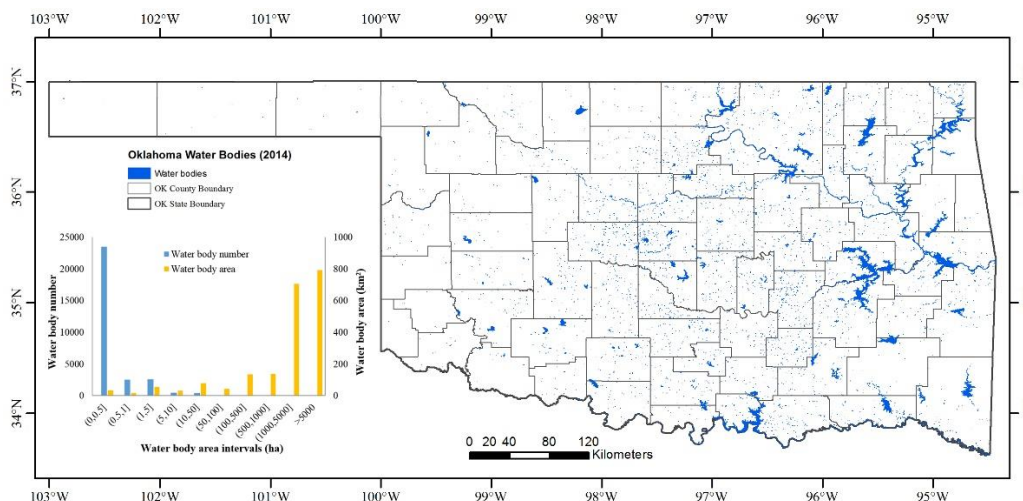 103°W 102°W 101°W 100°W 99°W 98°W 97°W 96°W 95°W
37°N 37°N
36°N 36°N
35°N 35°N
34°N 34°N
Oklahoma Water Bodies (2014)
Water bodies
OK County Boundary
OK State Boundary
25000 1000
20000 800
15000 600
10000 400
5000 200
0 0
Water body number
Water body area
Water body number
Water body area (km²)
(0,0.5] (0.5,1] (1-5] (5,10] (10,50] (50,100] (100,500] (500,1000] (1000,5000] >5000
Water body area intervals (ha)
0 20 40 80 120
Kilometers
103°W 102°W 101°W 100°W 99°W 98°W 97°W 96°W 95°W